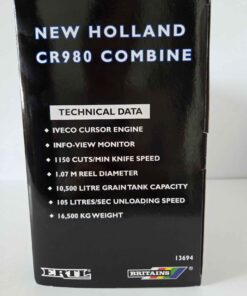 NEW HOLLAND
CR980 COMBINE
TECHNICAL DATA
• IVECO CURSOR ENGINE
• INFO-VIEW MONITOR
• 1150 CUTS/MIN KNIFE SPEED
• 1.07 M REEL DIAMETER
• 10,500 LITRE GRAIN TANK CAPACITY
• 105 LITRES/SEC UNLOADING SPEED
• 16,500 KG WEIGHT
13694
ERTL
BRITAINS®